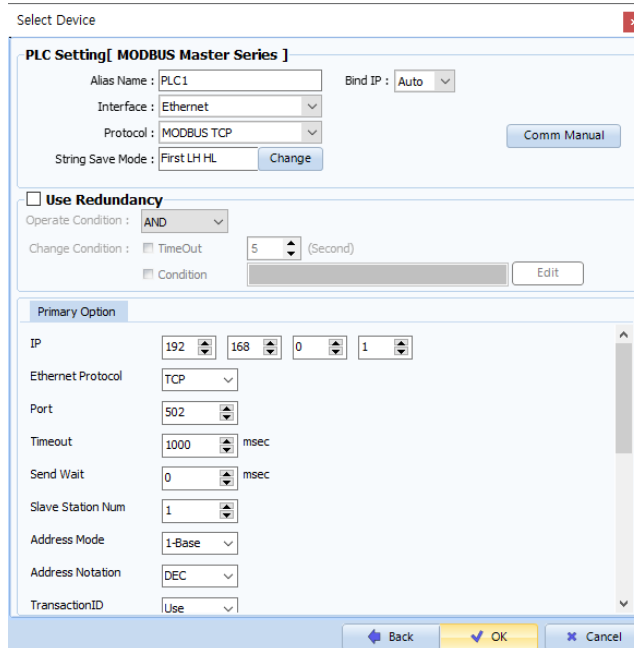 Select Device
PLC Setting[ MODBUS Master Series ]
Alias Name : PLC1 Bind IP : Auto
Interface : Ethernet
Protocol : MODBUS TCP Comm Manual
String Save Mode : First LH HL Change
Use Redundancy
Operate Condition : AND
Change Condition : TimeOut 5 (Second)
Condition Edit
Primary Option
IP 192 168 0 1
Ethernet Protocol TCP
Port 502
Timeout 1000 msec
Send Wait 0 msec
Slave Station Num 1
Address Mode 1-Base
Address Notation DEC
TransactionID Use
Back OK Cancel